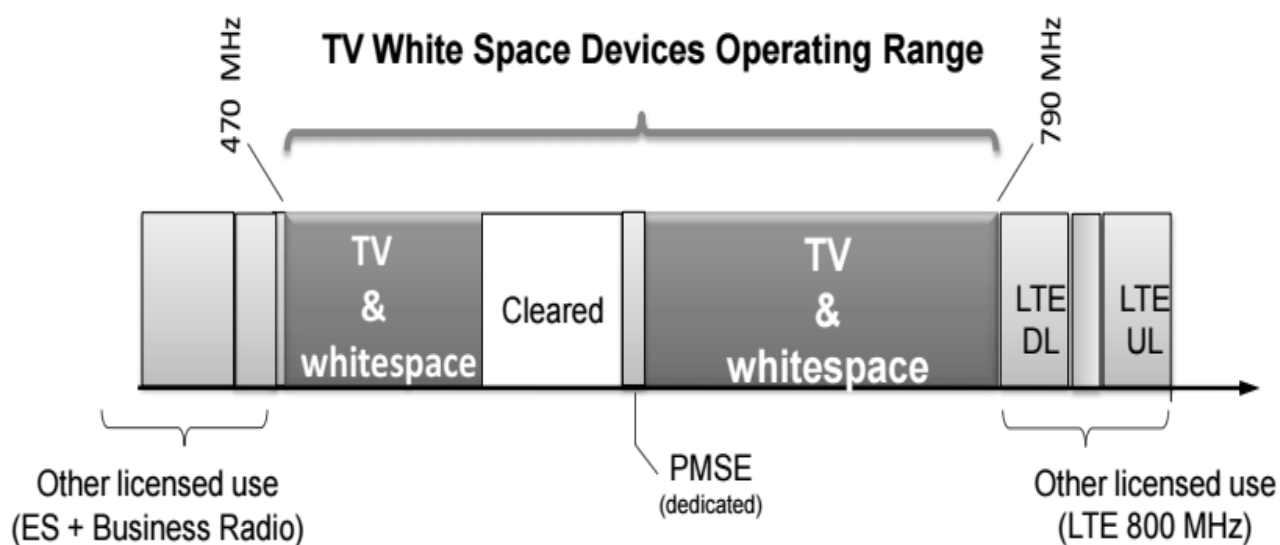 TV White Space Devices Operating Range
470 MHz
790 MHz
TV
&
whitespace
Cleared
TV
&
whitespace
LTE
DL
LTE
UL
Other licensed use
(ES + Business Radio)
PMSE
(dedicated)
Other licensed use
(LTE 800 MHz)